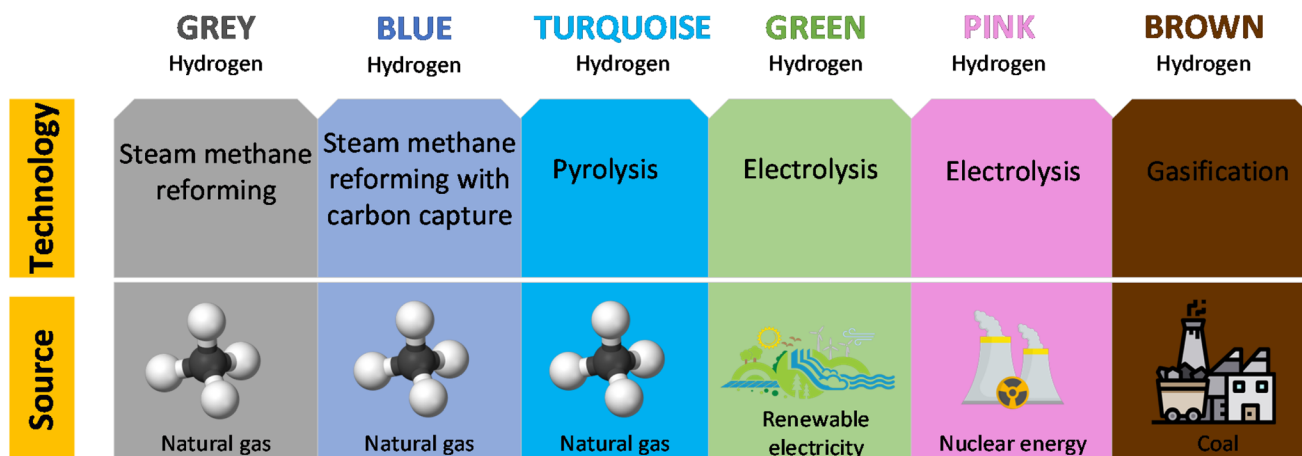 GREY
Hydrogen
BLUE
Hydrogen
TURQUOISE
Hydrogen
GREEN
Hydrogen
PINK
Hydrogen
BROWN
Hydrogen
Technology
Steam methane
reforming
Steam methane
reforming with
carbon capture
Pyrolysis
Electrolysis
Electrolysis
Gasification
Source
Natural gas
Natural gas
Natural gas
Renewable
electricity
Nuclear energy
Coal